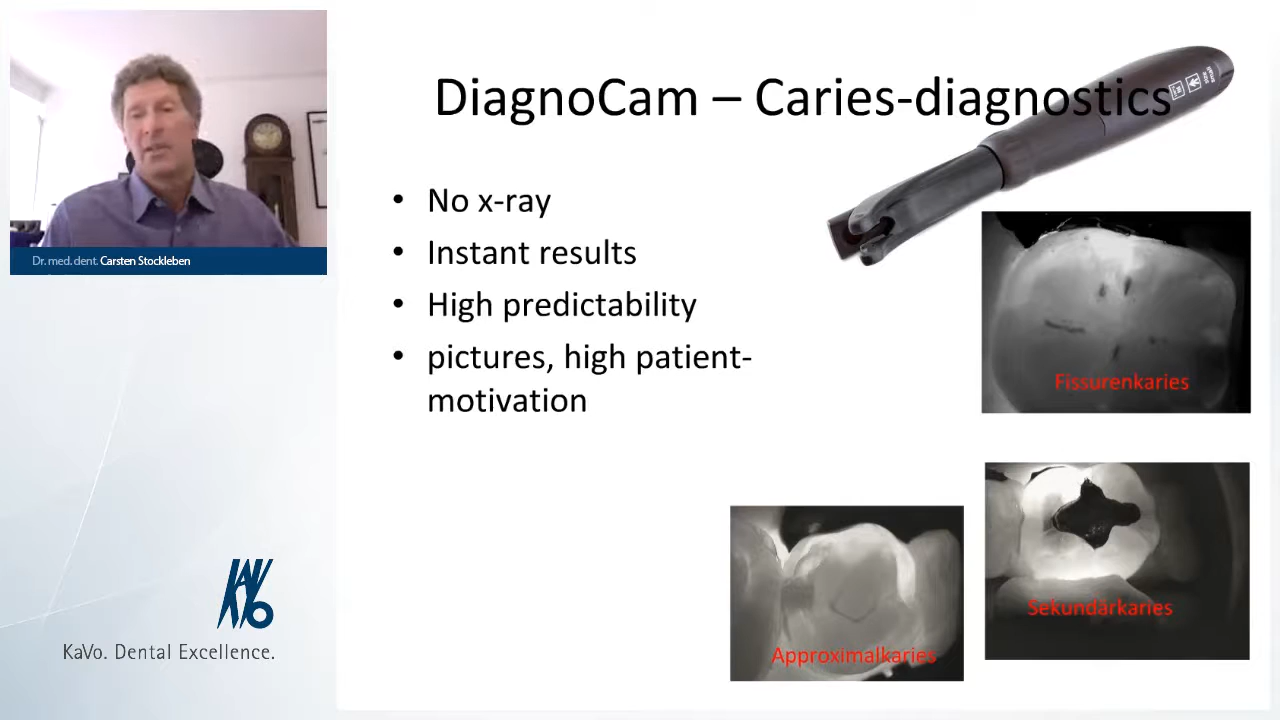 DiagnoCam – Caries-diagnostics
Dr. med. dent. Carsten Stockleben
• No x-ray
• Instant results
• High predictability
• pictures, high patient-
motivation
Fissurenkaries
Sekundärkaries
Approximalkaries
KaVo
KaVo. Dental Excellence.